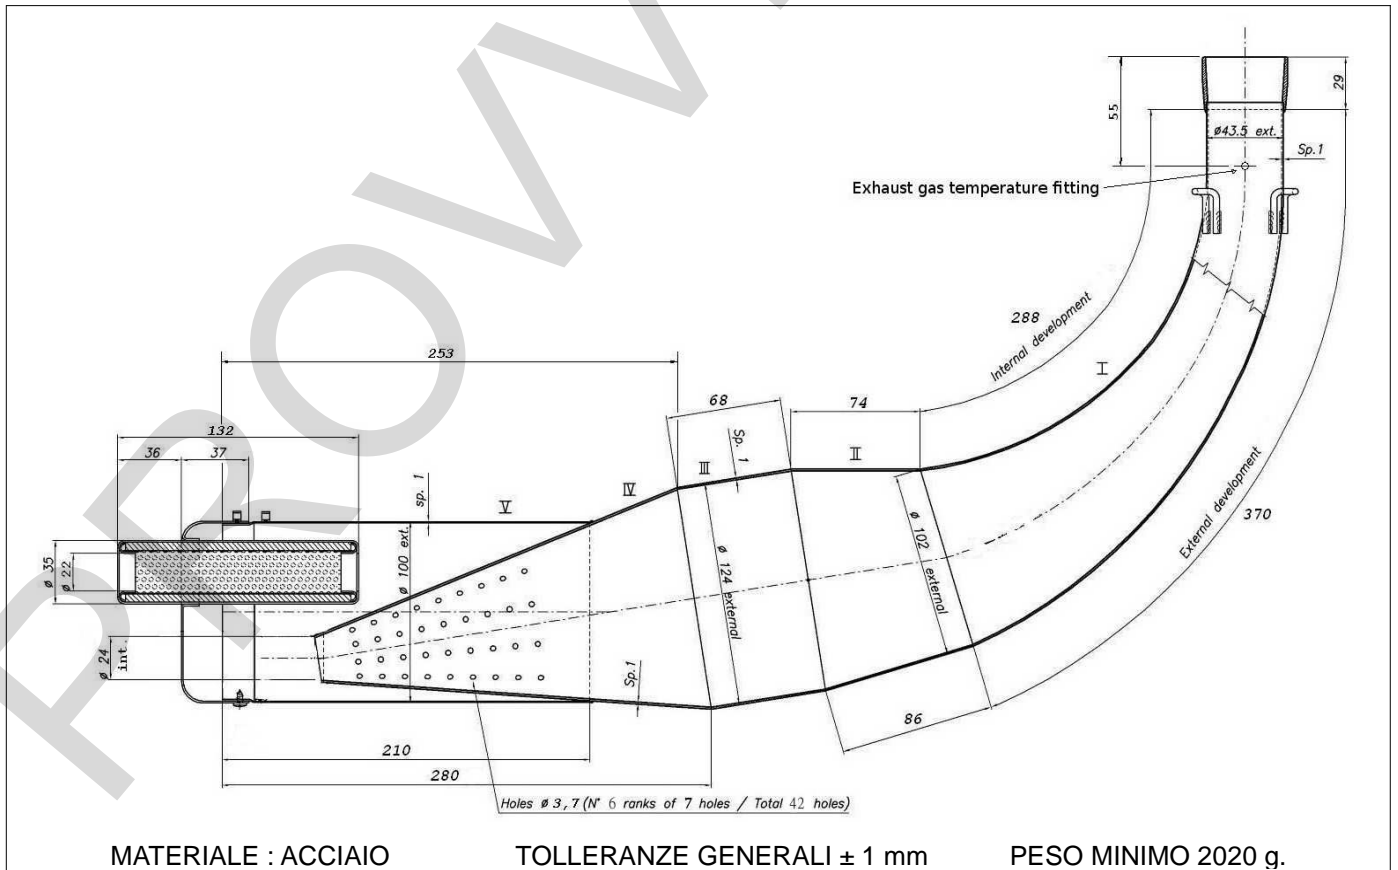 PROVV
55
29
ø43.5 ext.
Sp.1
Exhaust gas temperature fitting
288
Internal development
I
253
68
74
132
Sp. 1
II
36
37
III
sp. 1
V
IV
External development
370
ø 35
ø 22
ø 100 ext.
ø 124 external
ø 102 external
ø 24 int.
Sp.1
86
210
280
Holes ø 3,7 (N° 6 ranks of 7 holes / Total 42 holes)
MATERIALE : ACCIAIO TOLLERANZE GENERALI ± 1 mm PESO MINIMO 2020 g.